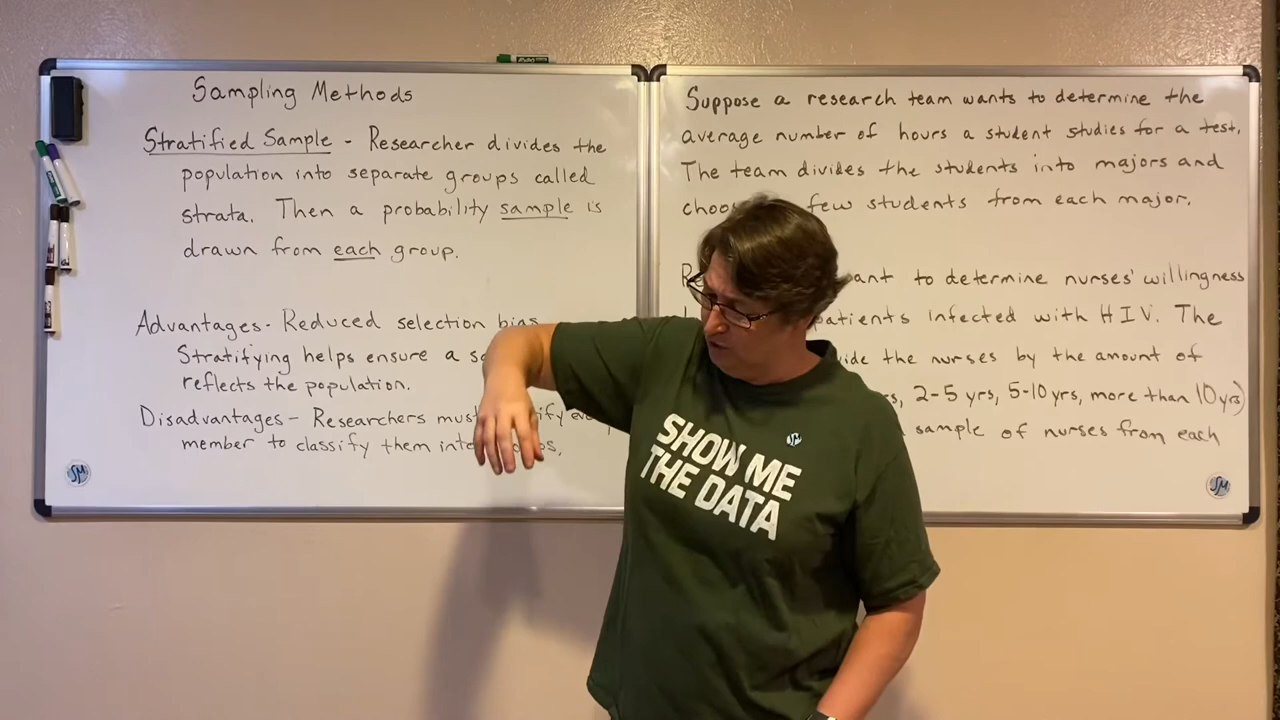 Sampling Methods
Stratified Sample - Researcher divides the
population into separate groups called
strata. Then a probability sample is
drawn from each group.
Advantages - Reduced selection bias
Stratifying helps ensure a
reflects the population.
Disadvantages - Researchers must
member to classify them into
SM
Suppose a research team wants to determine the
average number of hours a student studies for a test.
The team divides the students into majors and
few students from each major.
to determine nurses' willingness
patients infected with HIV. The
the nurses by the amount of
2-5 yrs, 5-10 yrs, more than 10 yrs)
sample of nurses from each
SM
SHOW ME
THE DATA
SM
EXPO